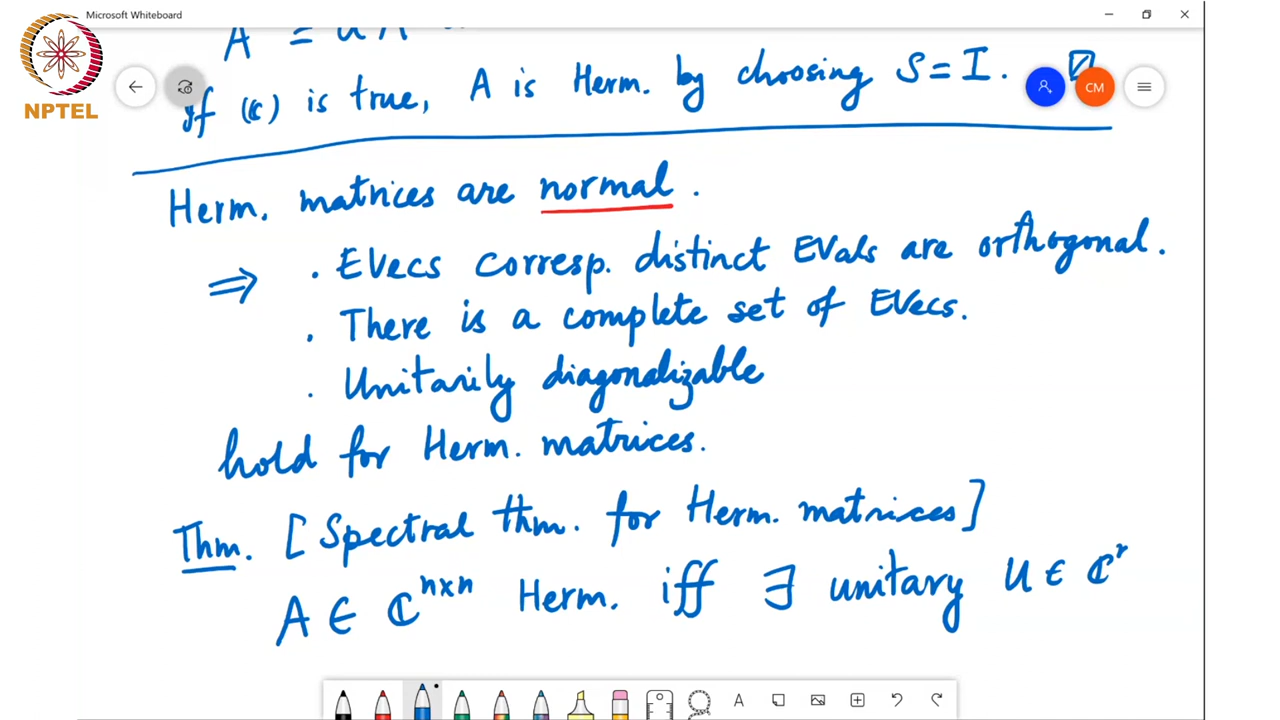 Microsoft Whiteboard
NPTEL
If (c) is true, A is Herm. by choosing S = I.
CM
Herm. matrices are normal.
⇒ . EVecs corresp. distinct EVals are orthogonal.
. There is a complete set of EVecs.
. Unitarily diagonalizable
hold for Herm. matrices.
Thm. [Spectral thm. for Herm. matrices]
A ∈ ℂ^{n×n} Herm. iff ∃ unitary U ∈ ℂ